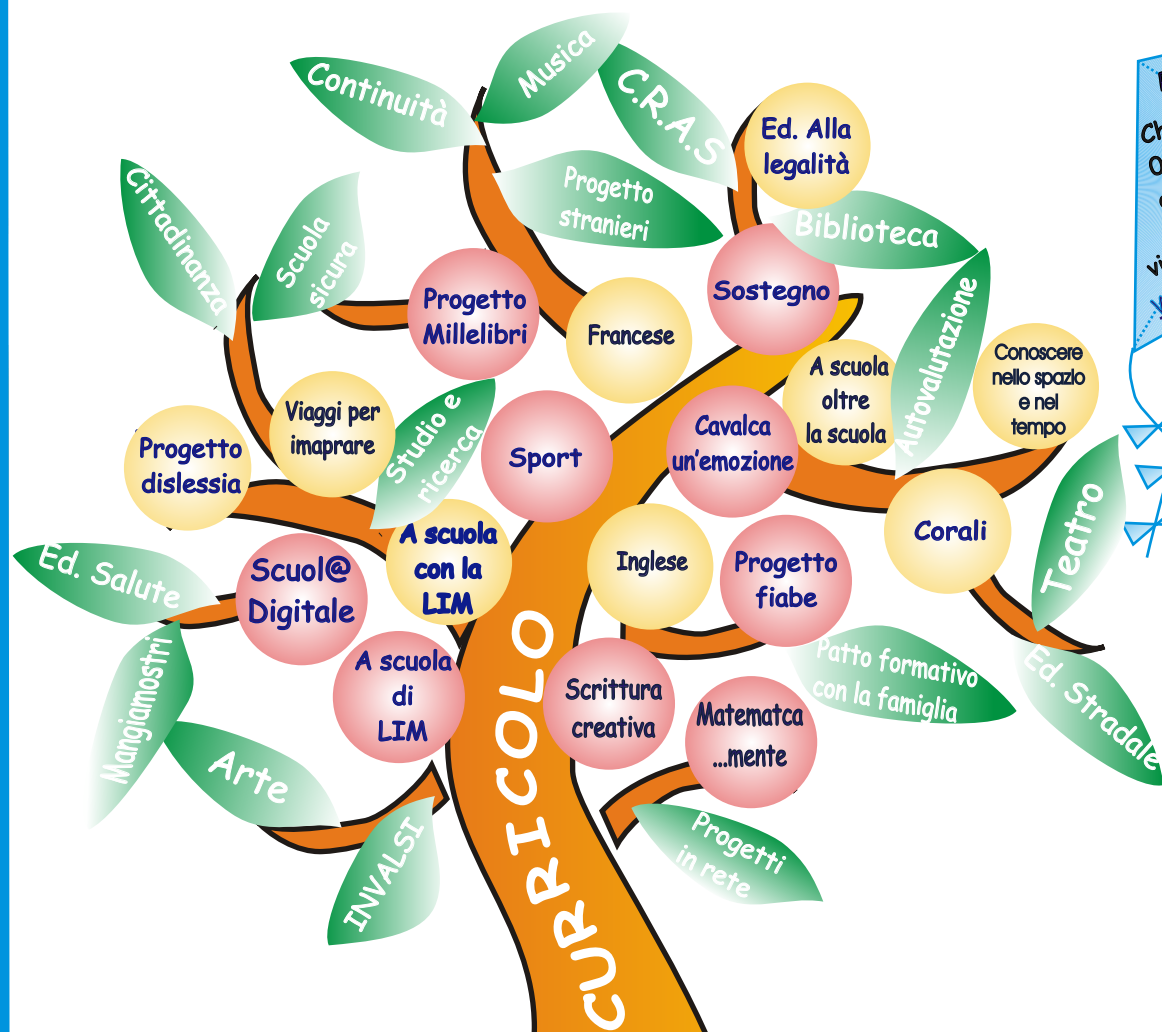 Musica
Continuità
C.R.A.S
Ed. Alla
legalità
Progetto
stranieri
Biblioteca
Cittadinanza
Scuola
sicura
Progetto
Millelibri
Francese
Sostegno
Autovalutazione
A scuola
oltre
la scuola
Conoscere
nello spazio
e nel
tempo
Viaggi per
imaprare
Studio e
ricerca
Sport
Cavalca
un'emozione
Progetto
dislessia
A scuola
con la
LIM
Inglese
Progetto
fiabe
Corali
Teatro
Ed. Salute
Scuol@
Digitale
Mangiamostri
A scuola
di
LIM
Scrittura
creativa
Matematca
...mente
Patto formativo
con la famiglia
Ed. Stradale
Arte
INVALSI
Progetti
in rete
CURRICOLO